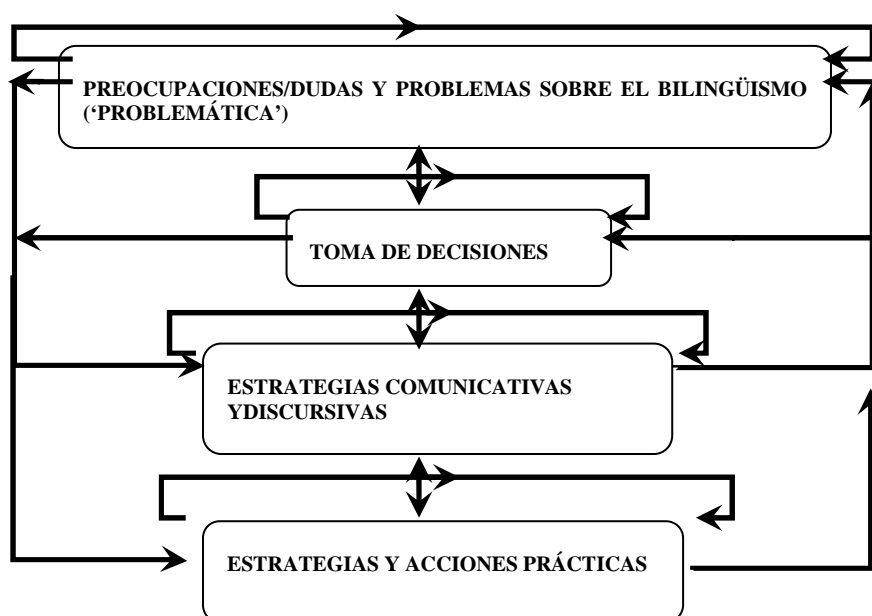 PREOCUPACIONES/DUDAS Y PROBLEMAS SOBRE EL BILINGÜISMO
(‘PROBLEMÁTICA’)
TOMA DE DECISIONES
ESTRATEGIAS COMUNICATIVAS
YDISCURSIVAS
ESTRATEGIAS Y ACCIONES PRÁCTICAS